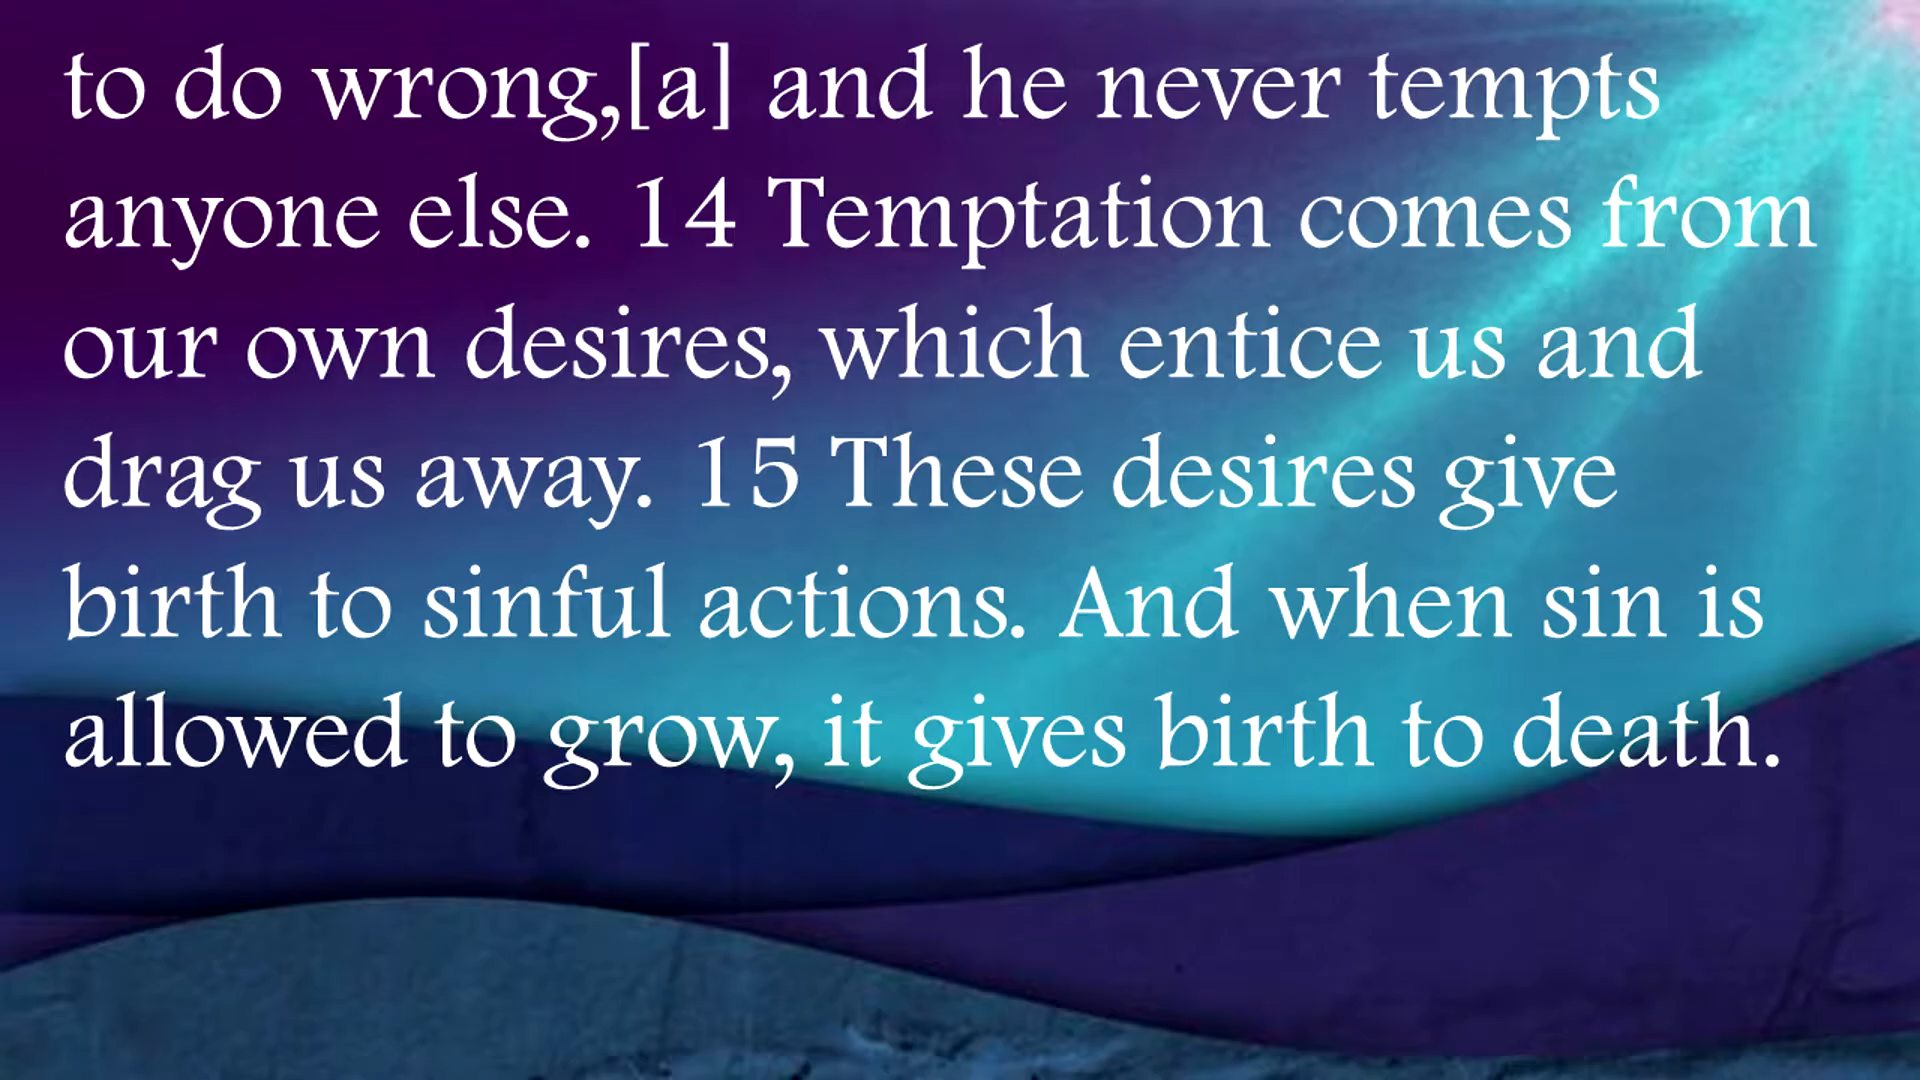 to do wrong,[a] and he never tempts
anyone else. 14 Temptation comes from
our own desires, which entice us and
drag us away. 15 These desires give
birth to sinful actions. And when sin is
allowed to grow, it gives birth to death.